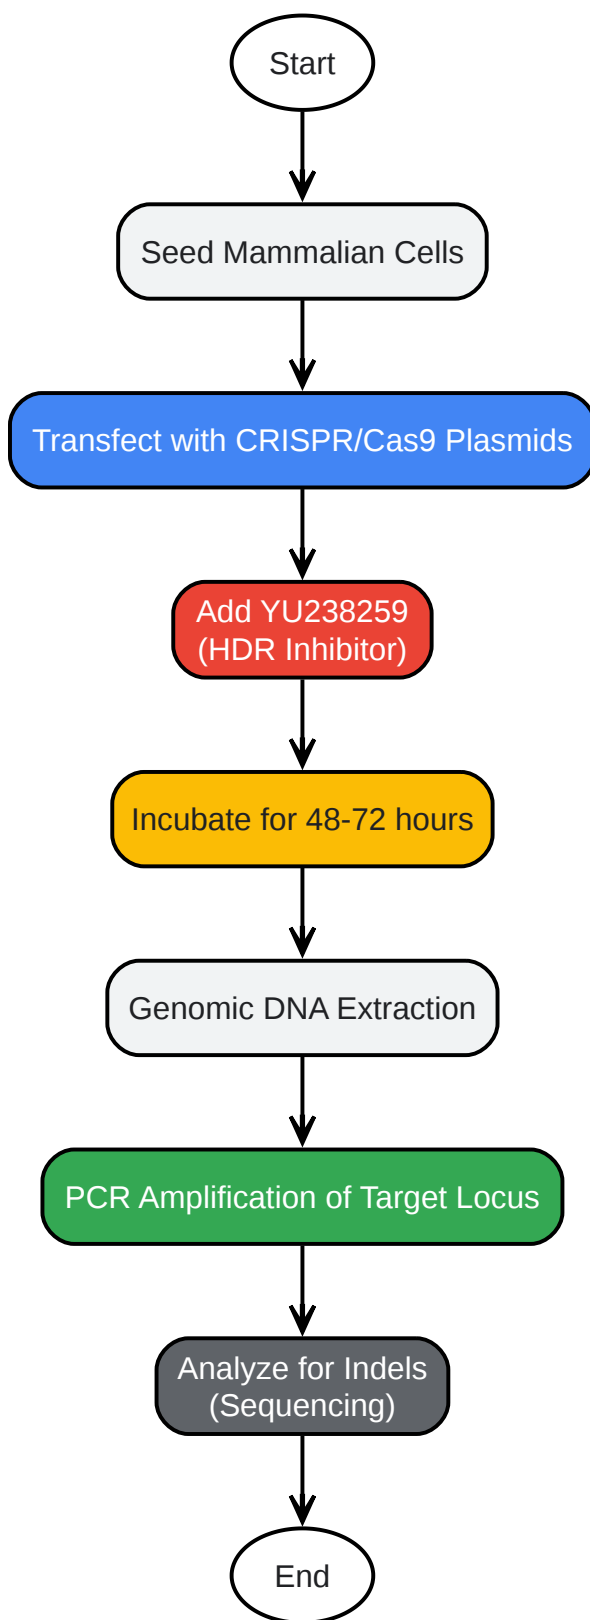 Start
Seed Mammalian Cells
Transfect with CRISPR/Cas9 Plasmids
Add YU238259
(HDR Inhibitor)
Incubate for 48-72 hours
Genomic DNA Extraction
PCR Amplification of Target Locus
Analyze for Indels
(Sequencing)
End